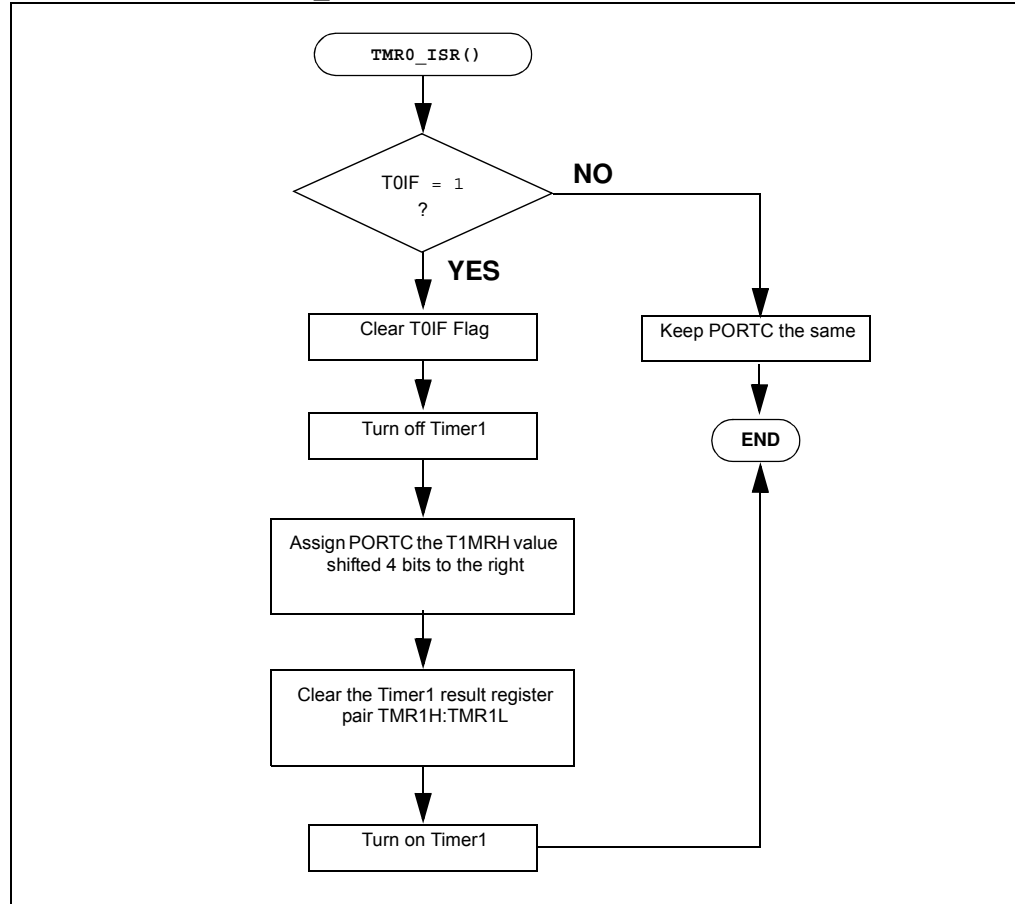 TMR0_ISR()
T0IF = 1
?
NO
YES
Clear T0IF Flag
Keep PORTC the same
Turn off Timer1
END
Assign PORTC the T1MRH value
shifted 4 bits to the right
Clear the Timer1 result register
pair TMR1H:TMR1L
Turn on Timer1